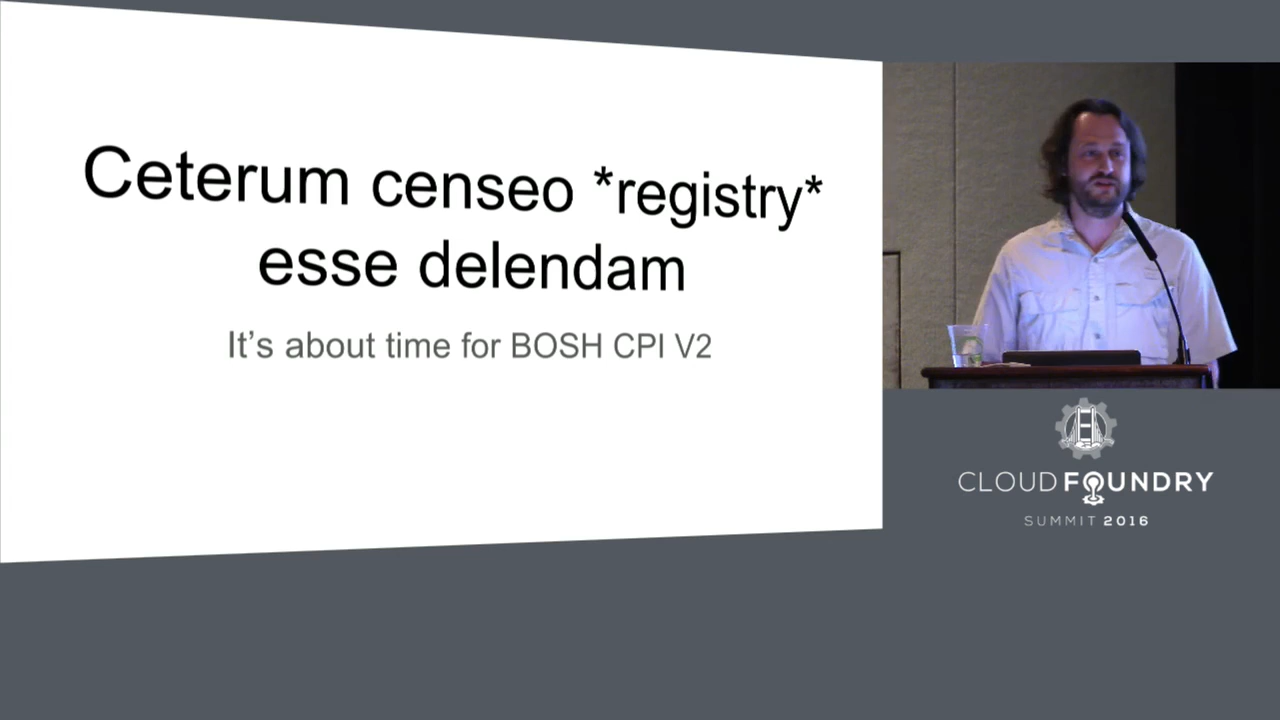 Ceterum censeo *registry*
esse delendam
It's about time for BOSH CPI V2
CLOUD FOUNDRY
SUMMIT 2016